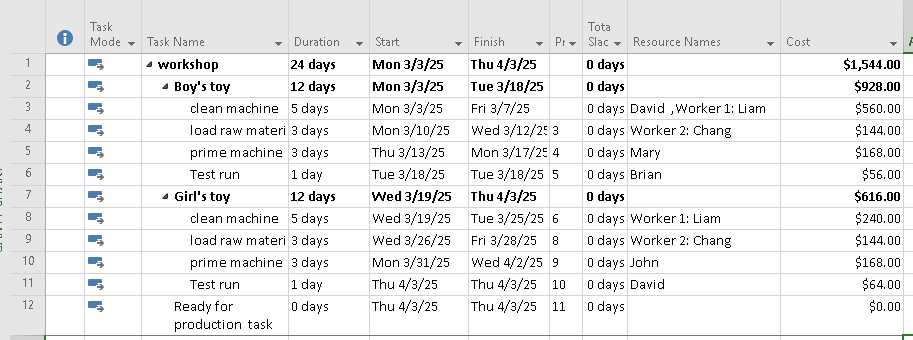 Task Mode Task Name Duration Start Finish Pr Tota Slac Resource Names Cost
1 workshop 24 days Mon 3/3/25 Thu 4/3/25 0 days $1,544.00
2 Boy's toy 12 days Mon 3/3/25 Tue 3/18/25 0 days $928.00
3 clean machine 5 days Mon 3/3/25 Fri 3/7/25 0 days David ,Worker 1: Liam $560.00
4 load raw materi 3 days Mon 3/10/25 Wed 3/12/25 3 0 days Worker 2: Chang $144.00
5 prime machine 3 days Thu 3/13/25 Mon 3/17/25 4 0 days Mary $168.00
6 Test run 1 day Tue 3/18/25 Tue 3/18/25 5 0 days Brian $56.00
7 Girl's toy 12 days Wed 3/19/25 Thu 4/3/25 0 days $616.00
8 clean machine 5 days Wed 3/19/25 Tue 3/25/25 6 0 days Worker 1: Liam $240.00
9 load raw materi 3 days Wed 3/26/25 Fri 3/28/25 8 0 days Worker 2: Chang $144.00
10 prime machine 3 days Mon 3/31/25 Wed 4/2/25 9 0 days John $168.00
11 Test run 1 day Thu 4/3/25 Thu 4/3/25 10 0 days David $64.00
12 Ready for production task 0 days Thu 4/3/25 Thu 4/3/25 11 0 days $0.00